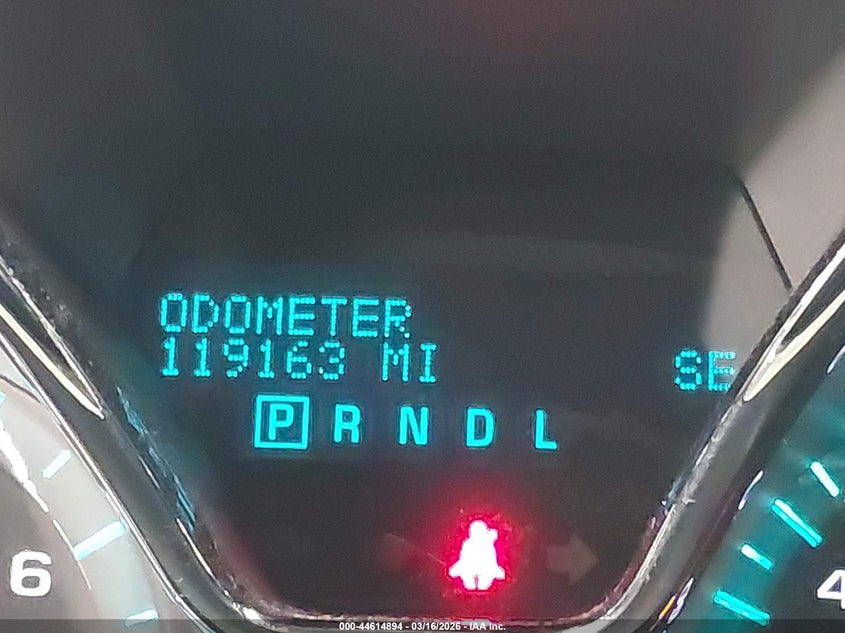 ODOMETER
119163 MI SE
P R N D L
6
4
000-44614894 - 03/16/2026 - IAA Inc.